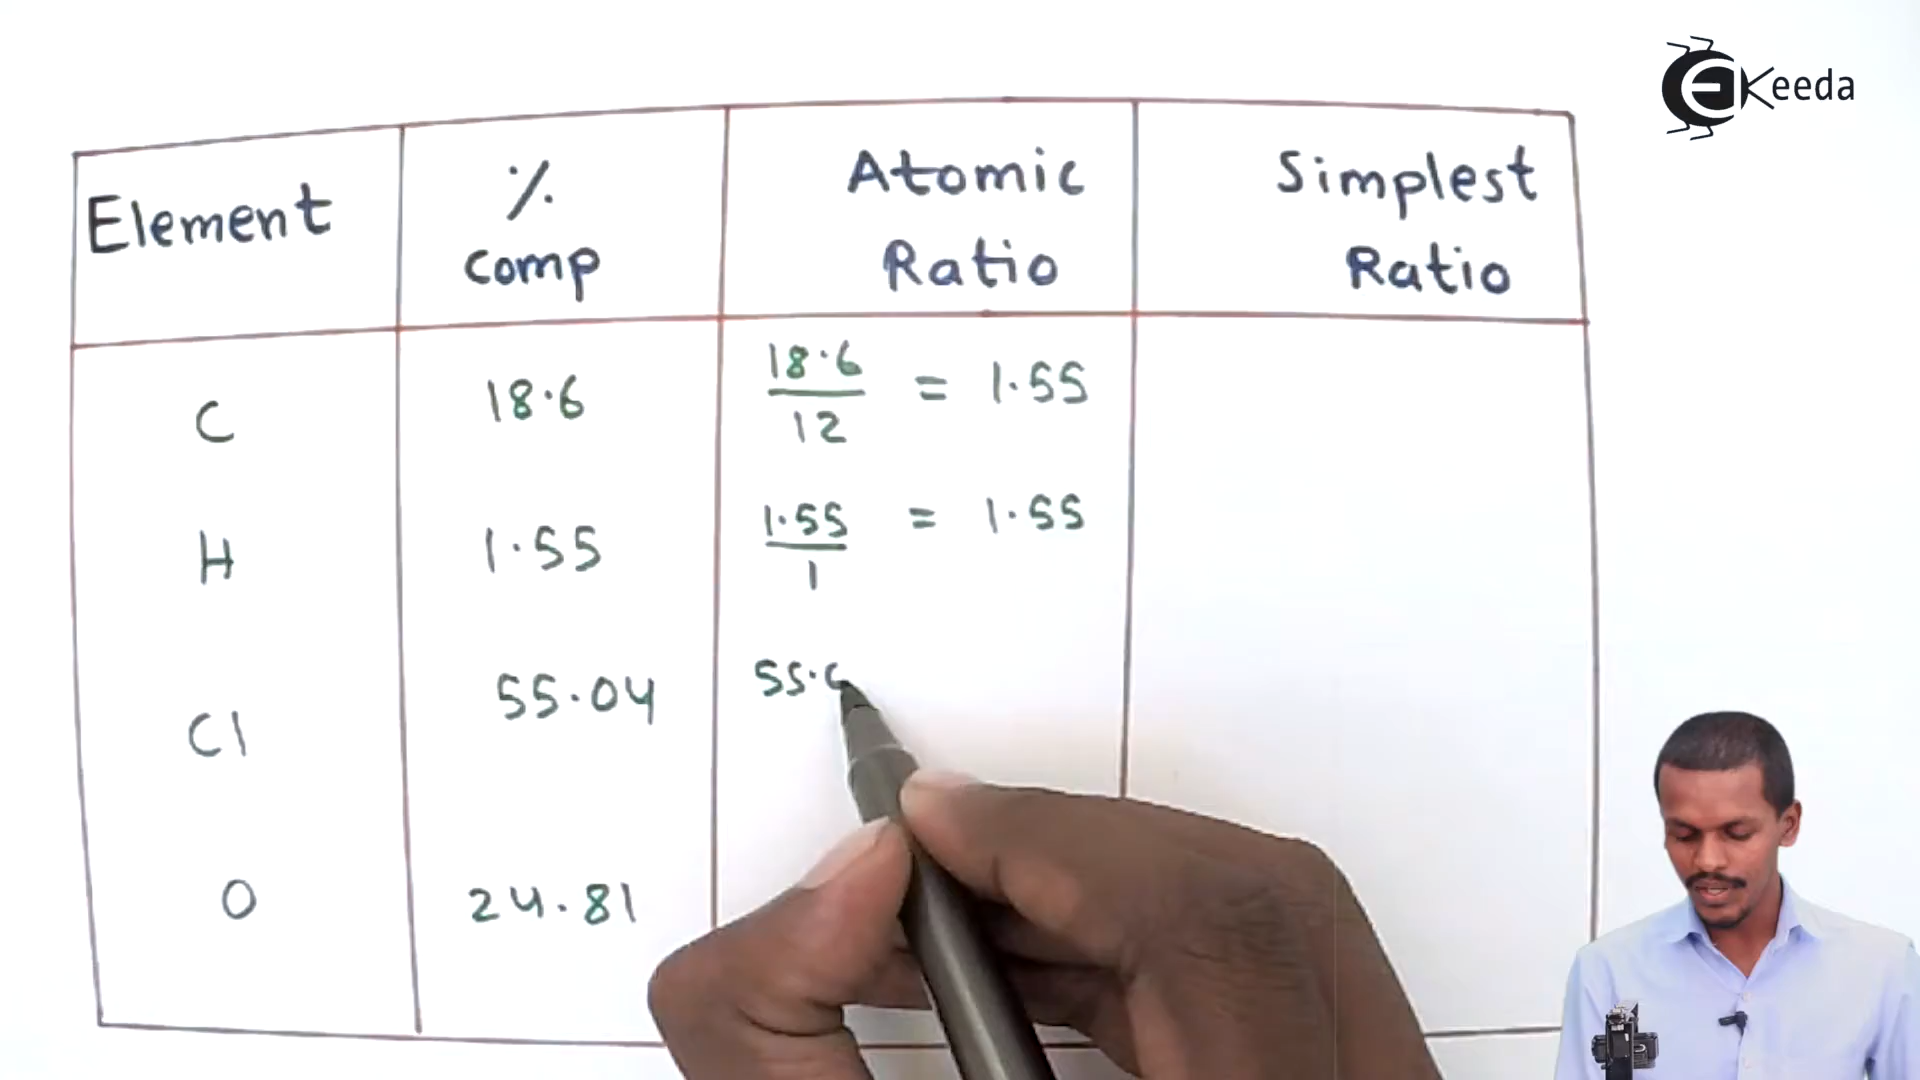 EKeeda
Element
%
comp
Atomic
Ratio
Simplest
Ratio
C
18.6
18.6
12
= 1.55
H
1.55
1.55
1
= 1.55
Cl
55.04
55.
O
24.81